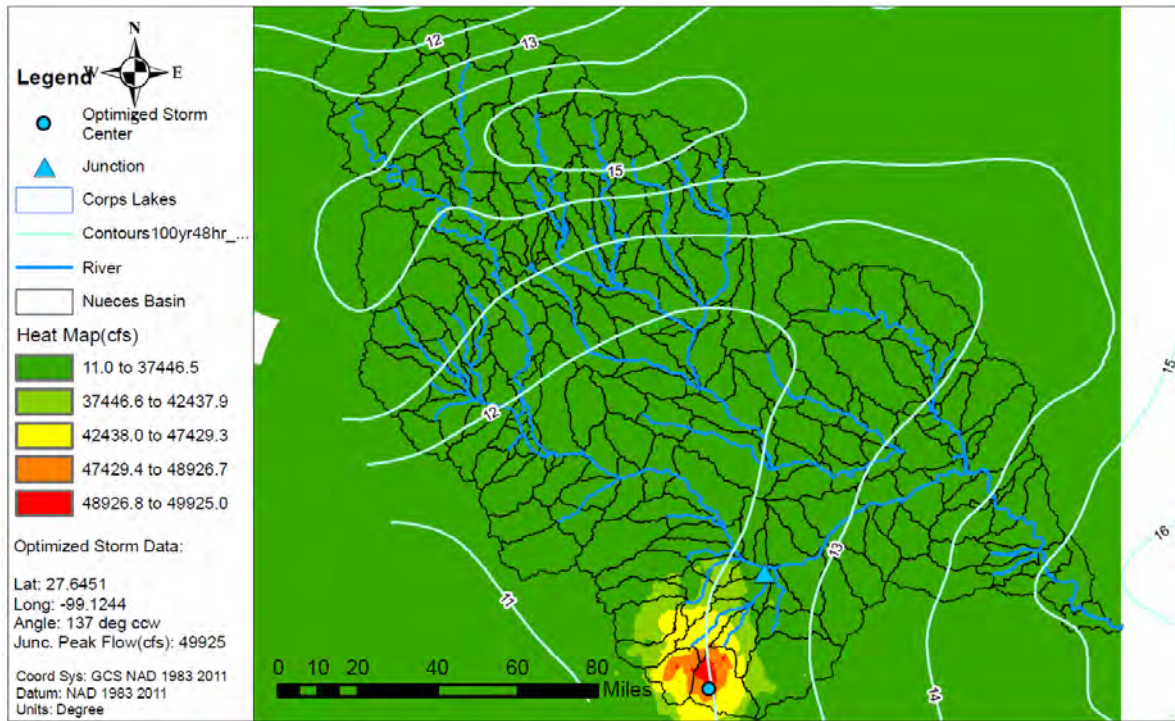 N
W
E
S
Legend
Optimized Storm
Center
Junction
Corps Lakes
Contours100yr48hr_...
River
Nueces Basin
Heat Map(cfs)
11.0 to 37446.5
37446.6 to 42437.9
42438.0 to 47429.3
47429.4 to 48926.7
48926.8 to 49925.0
Optimized Storm Data:
Lat: 27.6451
Long: -99.1244
Angle: 137 deg ccw
Junc. Peak Flow(cfs): 49925
Coord Sys: GCS NAD 1983 2011
Datum: NAD 1983 2011
Units: Degree
12
13
15
12
15
13
11
16
14
0 10 20 40 60 80
Miles